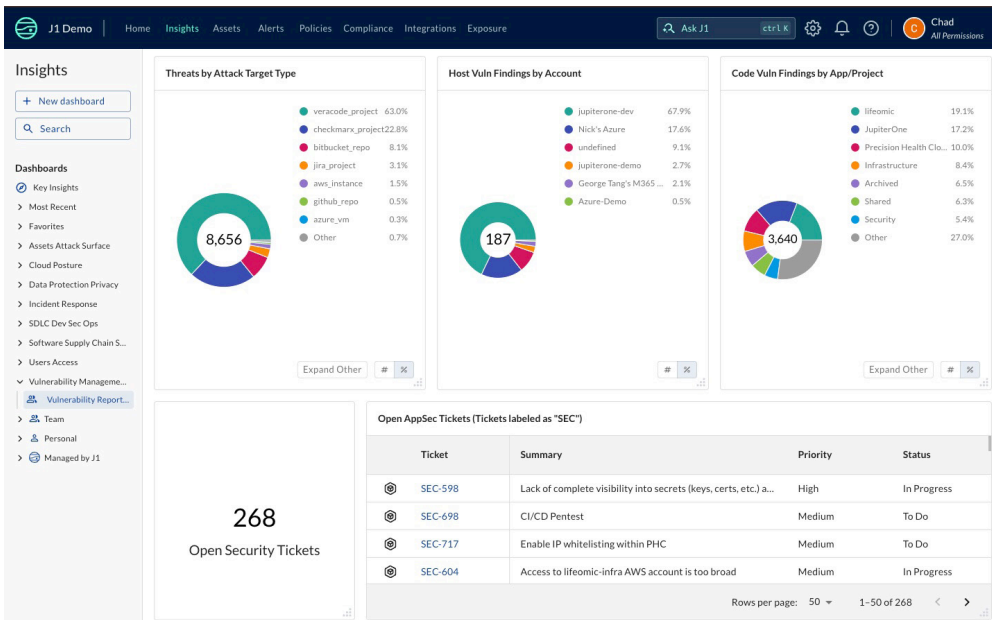 J1 Demo
Home Insights Assets Alerts Policies Compliance Integrations Exposure
Ask J1 ctrl K
C
Chad
All Permissions
Insights
+ New dashboard
Search
Dashboards
Key Insights
Most Recent
Favorites
Assets Attack Surface
Cloud Posture
Data Protection Privacy
Incident Response
SDLC Dev Sec Ops
Software Supply Chain S...
Users Access
Vulnerability Manageme...
Vulnerability Report...
Team
Personal
Managed by J1
Threats by Attack Target Type
veracode_project 63.0%
checkmarx_project 22.8%
bitbucket_repo 8.1%
jira_project 3.1%
aws_instance 1.5%
github_repo 0.5%
azure_vm 0.3%
Other 0.7%
8,656
Expand Other # %
Host Vuln Findings by Account
jupiterone-dev 67.9%
Nick's Azure 17.6%
undefined 9.1%
jupiterone-demo 2.7%
George Tang's M365 ... 2.1%
Azure-Demo 0.5%
187
# %
Code Vuln Findings by App/Project
lifeomic 19.1%
JupiterOne 17.2%
Precision Health Clo... 10.0%
Infrastructure 8.4%
Archived 6.5%
Shared 6.3%
Security 5.4%
Other 27.0%
3,640
Expand Other # %
268
Open Security Tickets
Open AppSec Tickets (Tickets labeled as "SEC")
Ticket Summary Priority Status
SEC-598 Lack of complete visibility into secrets (keys, certs, etc.) a... High In Progress
SEC-698 CI/CD Pentest Medium To Do
SEC-717 Enable IP whitelisting within PHC Medium To Do
SEC-604 Access to lifeomic-infra AWS account is too broad Medium In Progress
Rows per page: 50 1–50 of 268